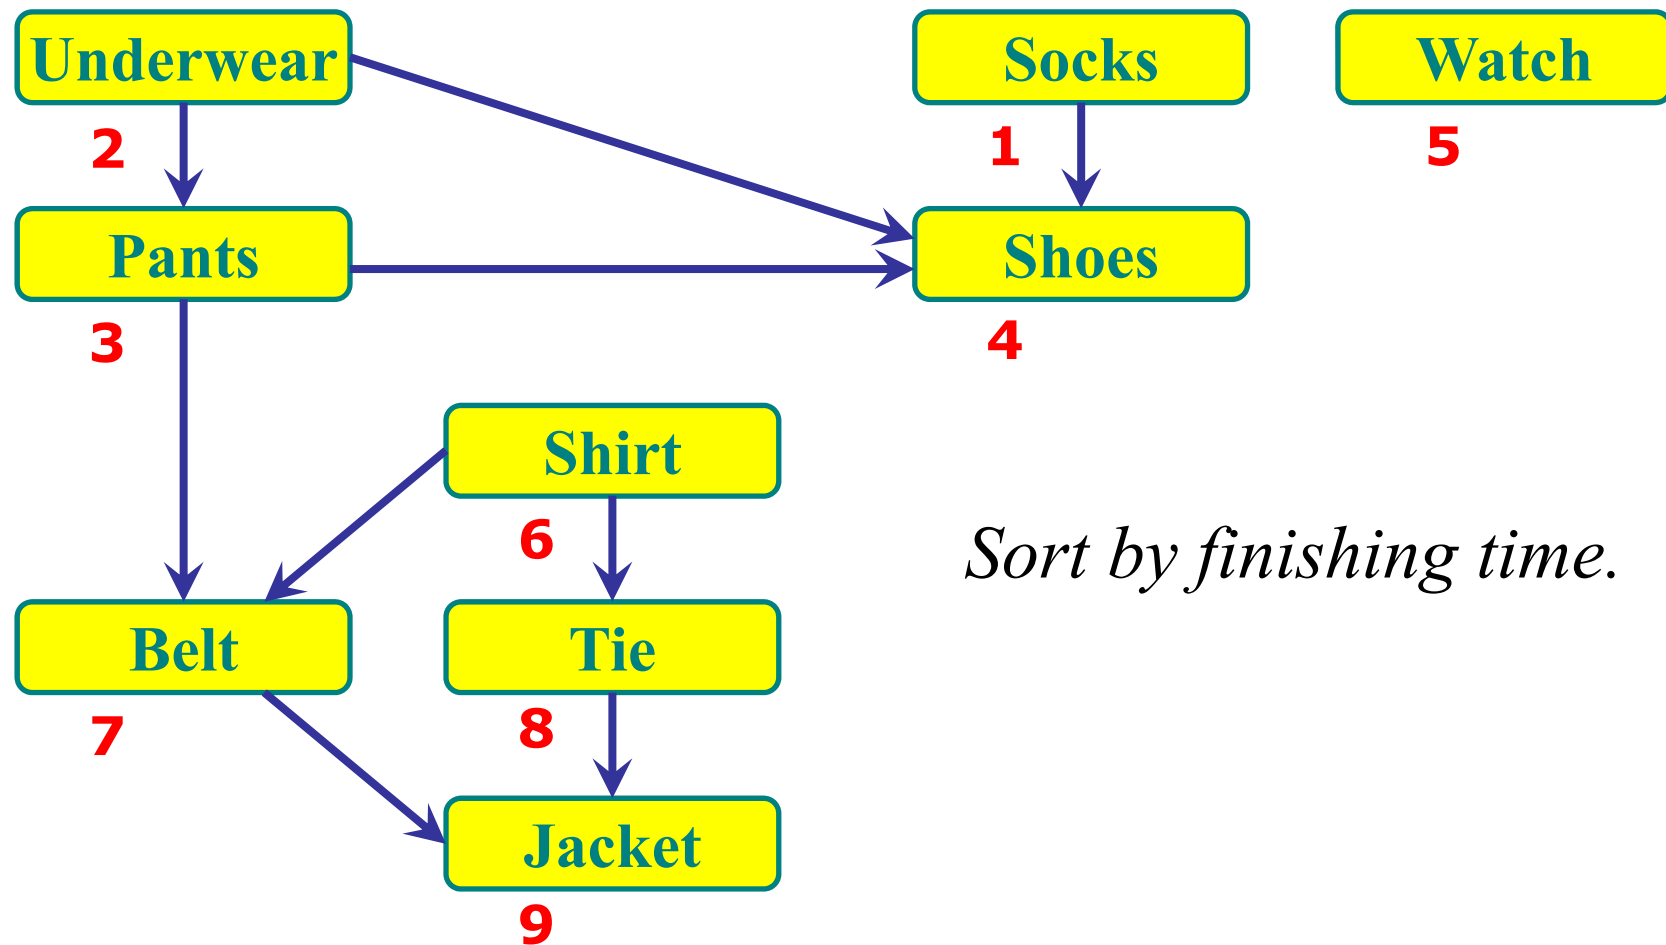 Underwear
Socks
Watch
2
1
5
Pants
Shoes
3
4
Shirt
6
Sort by finishing time.
Belt
Tie
7
8
Jacket
9